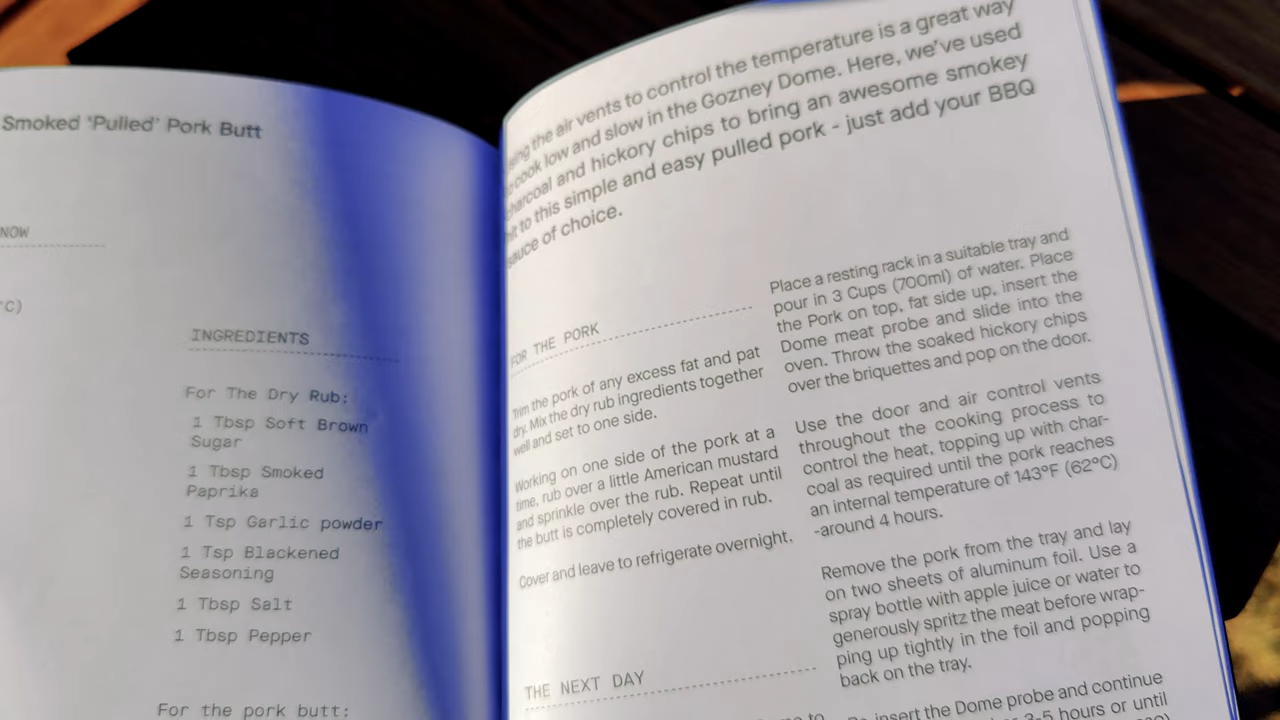 Smoked 'Pulled' Pork Butt
NOW
°C)
INGREDIENTS
For The Dry Rub:
1 Tbsp Soft Brown
Sugar
1 Tbsp Smoked
Paprika
1 Tsp Garlic powder
1 Tsp Blackened
Seasoning
1 Tbsp Salt
1 Tbsp Pepper
For the pork butt:
the air vents to control the temperature is a great way
cook low and slow in the Gozney Dome. Here, we've used
charcoal and hickory chips to bring an awesome smokey
to this simple and easy pulled pork - just add your BBQ
sauce of choice.
FOR THE PORK
Trim the pork of any excess fat and pat
dry. Mix the dry rub ingredients together
well and set to one side.
Working on one side of the pork at a
time, rub over a little American mustard
and sprinkle over the rub. Repeat until
the butt is completely covered in rub.
Cover and leave to refrigerate overnight.
THE NEXT DAY
to
Place a resting rack in a suitable tray and
pour in 3 Cups (700ml) of water. Place
the Pork on top, fat side up, insert the
Dome meat probe and slide into the
oven. Throw the soaked hickory chips
over the briquettes and pop on the door.
Use the door and air control vents
throughout the cooking process to
control the heat, topping up with char-
coal as required until the pork reaches
an internal temperature of 143°F (62°C)
-around 4 hours.
Remove the pork from the tray and lay
on two sheets of aluminum foil. Use a
spray bottle with apple juice or water to
generously spritz the meat before wrap-
ping up tightly in the foil and popping
back on the tray.
insert the Dome probe and continue
3-5 hours or until